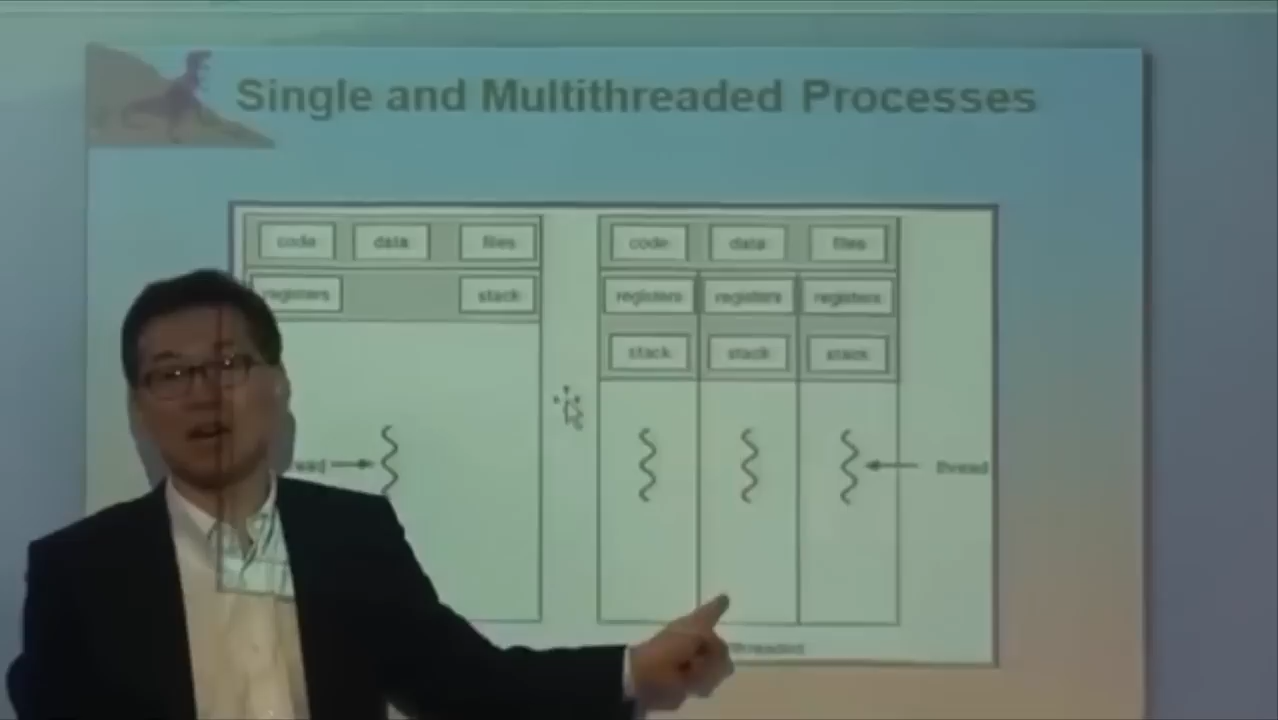 Single and Multithreaded Processes
code data files code data files
registers stack registers registers registers
stack stack stack
thread